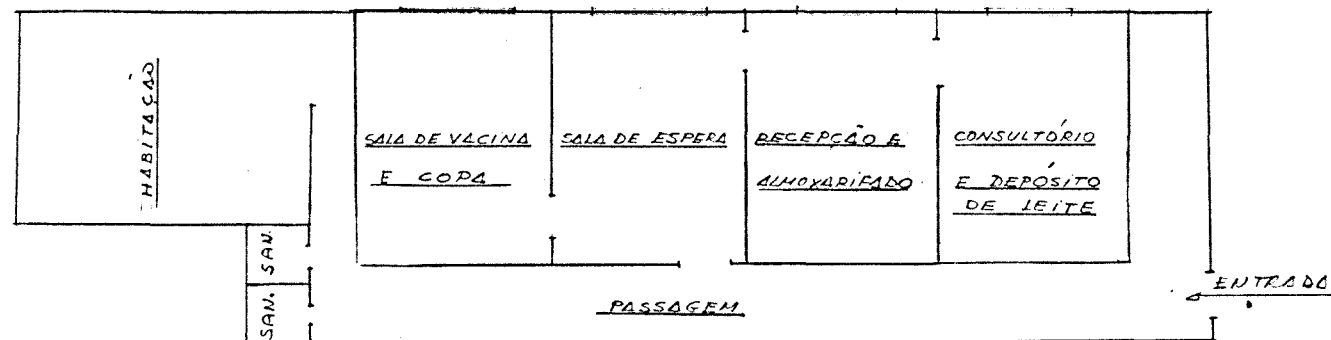 HABITAÇÃO
SALA DE VACINA
E COPA
SALA DE ESPERA
RECEPÇÃO E
ALMOXARIFADO
CONSULTÓRIO
E DEPÓSITO
DE LEITE
SAN.
SAN.
PASSAGEM
ENTRADA